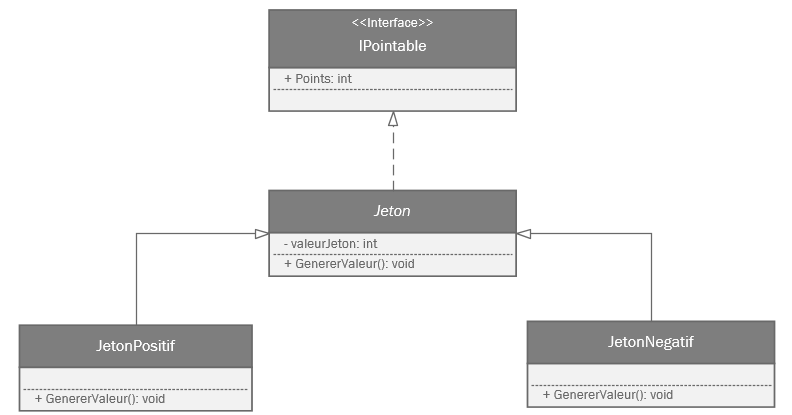 <<Interface>>
IPointable
+ Points: int
Jeton
- valeurJeton: int
+ GenererValeur(): void
JetonPositif
+ GenererValeur(): void
JetonNegatif
+ GenererValeur(): void